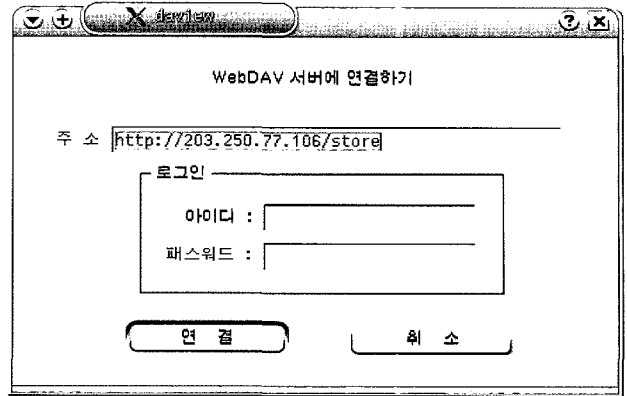 daview
WebDAV 서버에 연결하기
주 소 http://203.250.77.106/store
로그인
아이디 :
패스워드 :
연 결 취 소